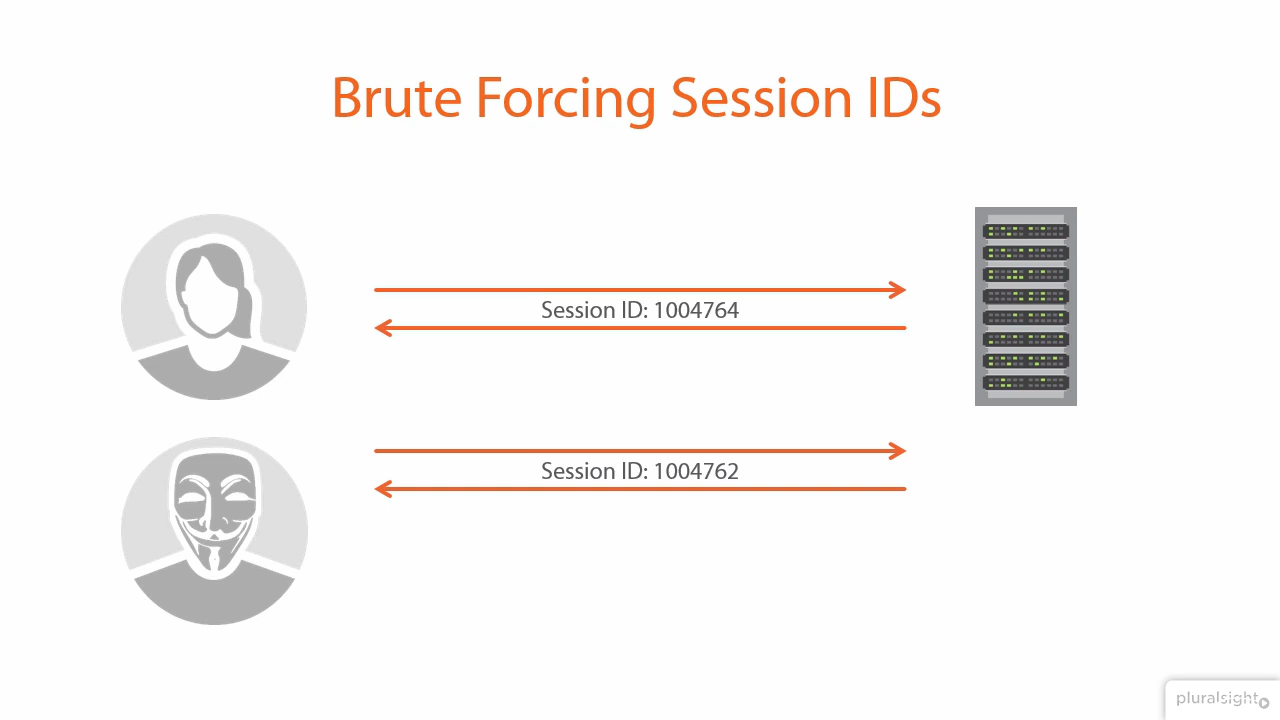 Brute Forcing Session IDs
Session ID: 1004764
Session ID: 1004762
pluralsight